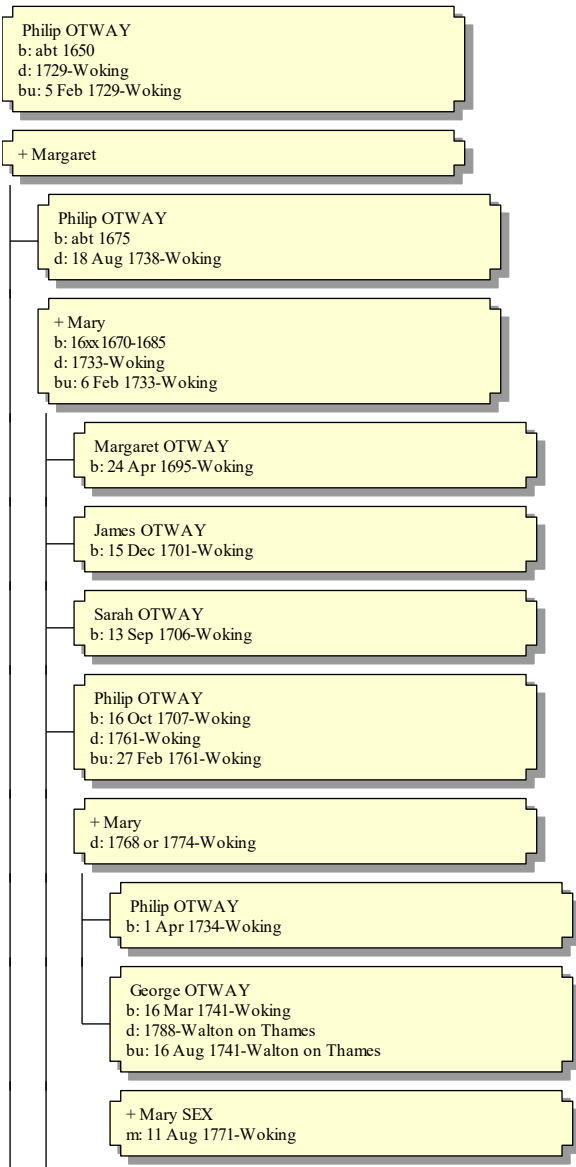 Philip OTWAY
b: abt 1650
d: 1729-Woking
bu: 5 Feb 1729-Woking
+ Margaret
Philip OTWAY
b: abt 1675
d: 18 Aug 1738-Woking
+ Mary
b: 16xx1670-1685
d: 1733-Woking
bu: 6 Feb 1733-Woking
Margaret OTWAY
b: 24 Apr 1695-Woking
James OTWAY
b: 15 Dec 1701-Woking
Sarah OTWAY
b: 13 Sep 1706-Woking
Philip OTWAY
b: 16 Oct 1707-Woking
d: 1761-Woking
bu: 27 Feb 1761-Woking
+ Mary
d: 1768 or 1774-Woking
Philip OTWAY
b: 1 Apr 1734-Woking
George OTWAY
b: 16 Mar 1741-Woking
d: 1788-Walton on Thames
bu: 16 Aug 1741-Walton on Thames
+ Mary SEX
m: 11 Aug 1771-Woking